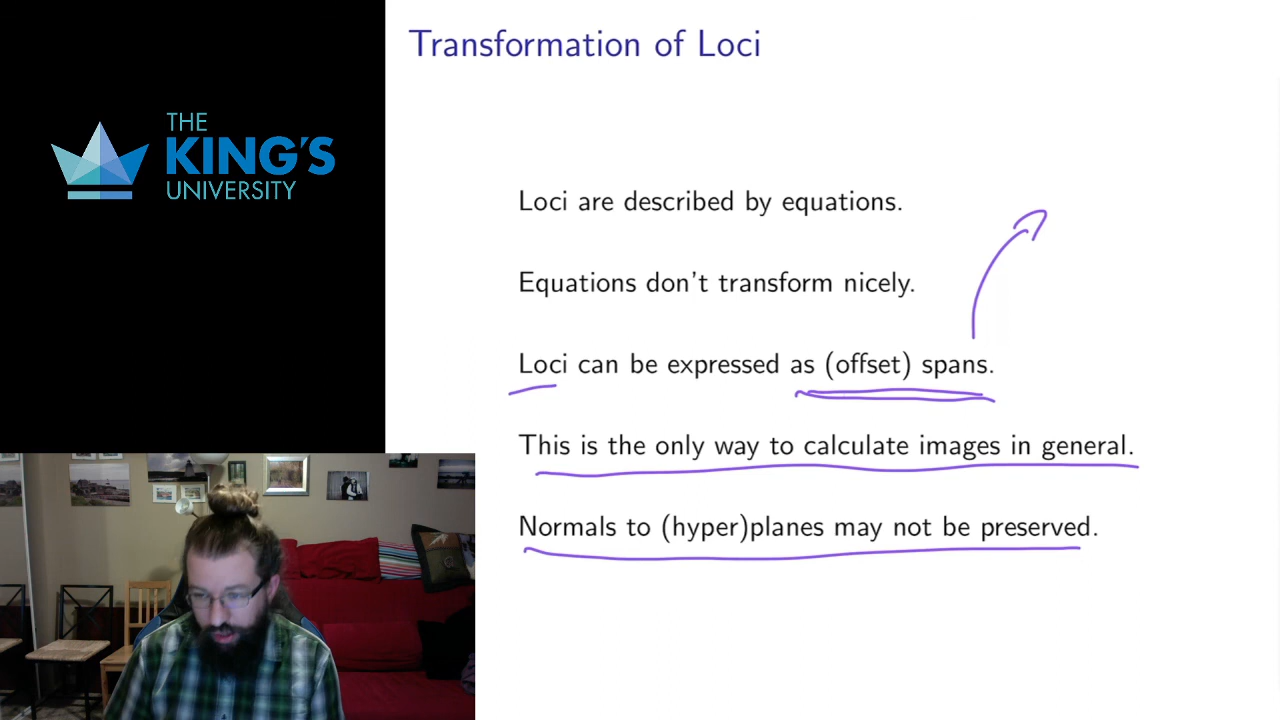 Transformation of Loci
THE
KING'S
UNIVERSITY
Loci are described by equations.
Equations don't transform nicely.
Loci can be expressed as (offset) spans.
This is the only way to calculate images in general.
Normals to (hyper)planes may not be preserved.